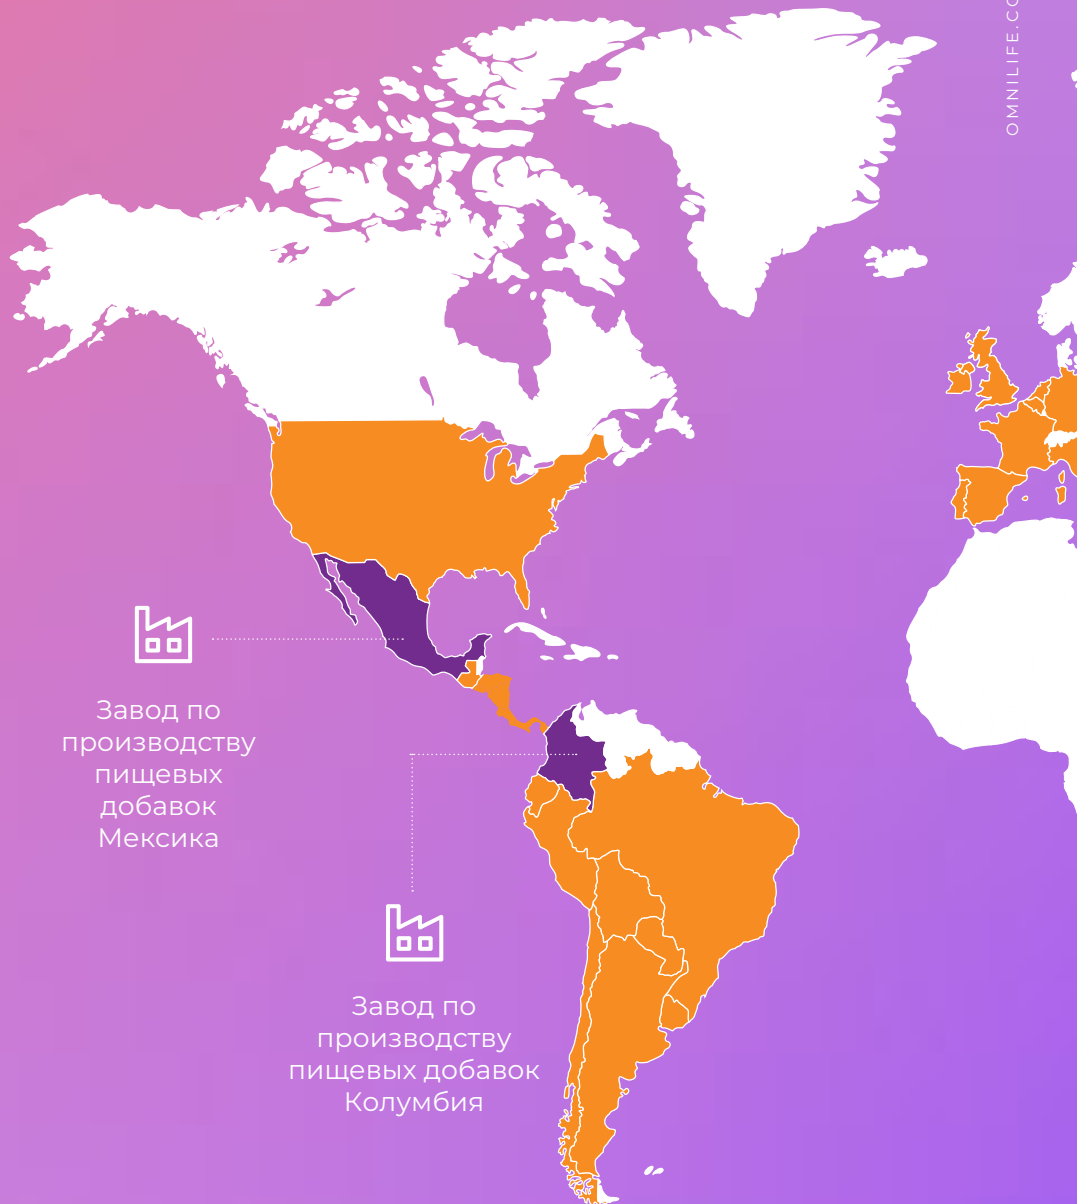 OMNILIFE.CO
Завод по
производству
пищевых
добавок
Мексика
Завод по
производству
пищевых добавок
Колумбия